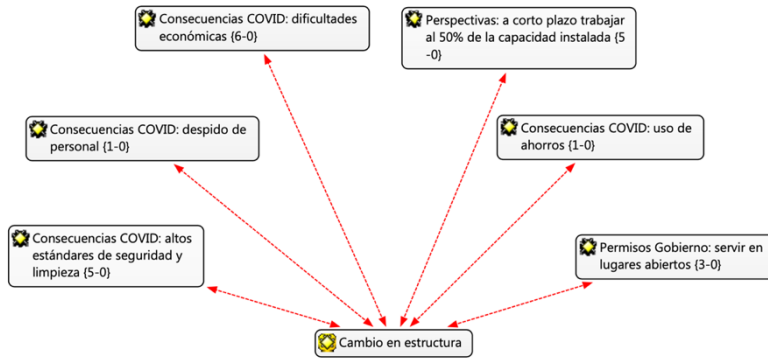 Consecuencias COVID: dificultades
económicas {6-0}
Perspectivas: a corto plazo trabajar
al 50% de la capacidad instalada {5
-0}
Consecuencias COVID: despido de
personal {1-0}
Consecuencias COVID: uso de
ahorros {1-0}
Consecuencias COVID: altos
estándares de seguridad y
limpieza {5-0}
Permisos Gobierno: servir en
lugares abiertos {3-0}
Cambio en estructura